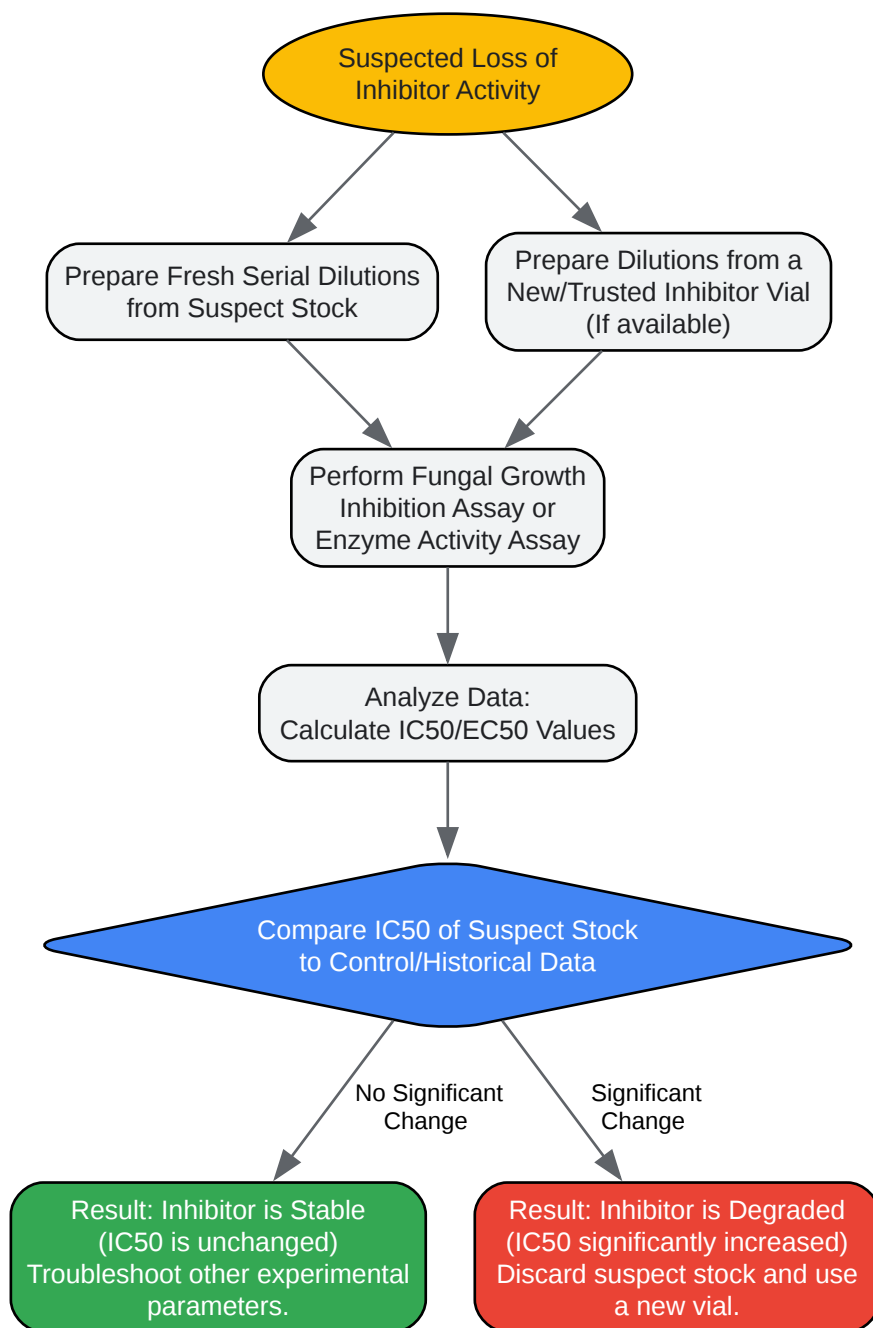 Suspected Loss of
Inhibitor Activity
Prepare Fresh Serial Dilutions
from Suspect Stock
Prepare Dilutions from a
New/Trusted Inhibitor Vial
(If available)
Perform Fungal Growth
Inhibition Assay or
Enzyme Activity Assay
Analyze Data:
Calculate IC50/EC50 Values
Compare IC50 of Suspect Stock
to Control/Historical Data
No Significant
Change
Significant
Change
Result: Inhibitor is Stable
(IC50 is unchanged)
Troubleshoot other experimental
parameters.
Result: Inhibitor is Degraded
(IC50 significantly increased)
Discard suspect stock and use
a new vial.